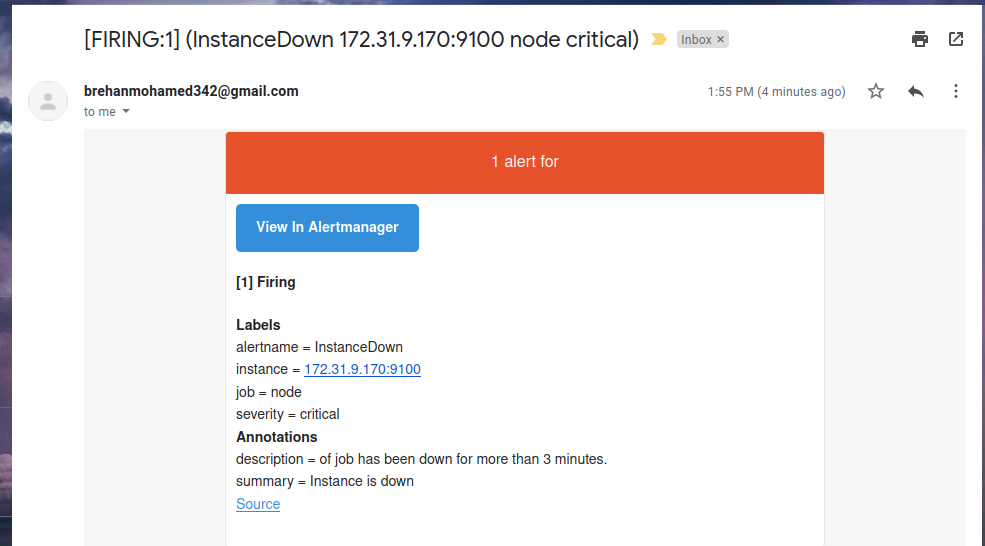 [FIRING:1] (InstanceDown 172.31.9.170:9100 node critical) Inbox ×
brehanmohamed342@gmail.com 1:55 PM (4 minutes ago)
to me
1 alert for
View In Alertmanager
[1] Firing
Labels
alertname = InstanceDown
instance = 172.31.9.170:9100
job = node
severity = critical
Annotations
description = of job has been down for more than 3 minutes.
summary = Instance is down
Source